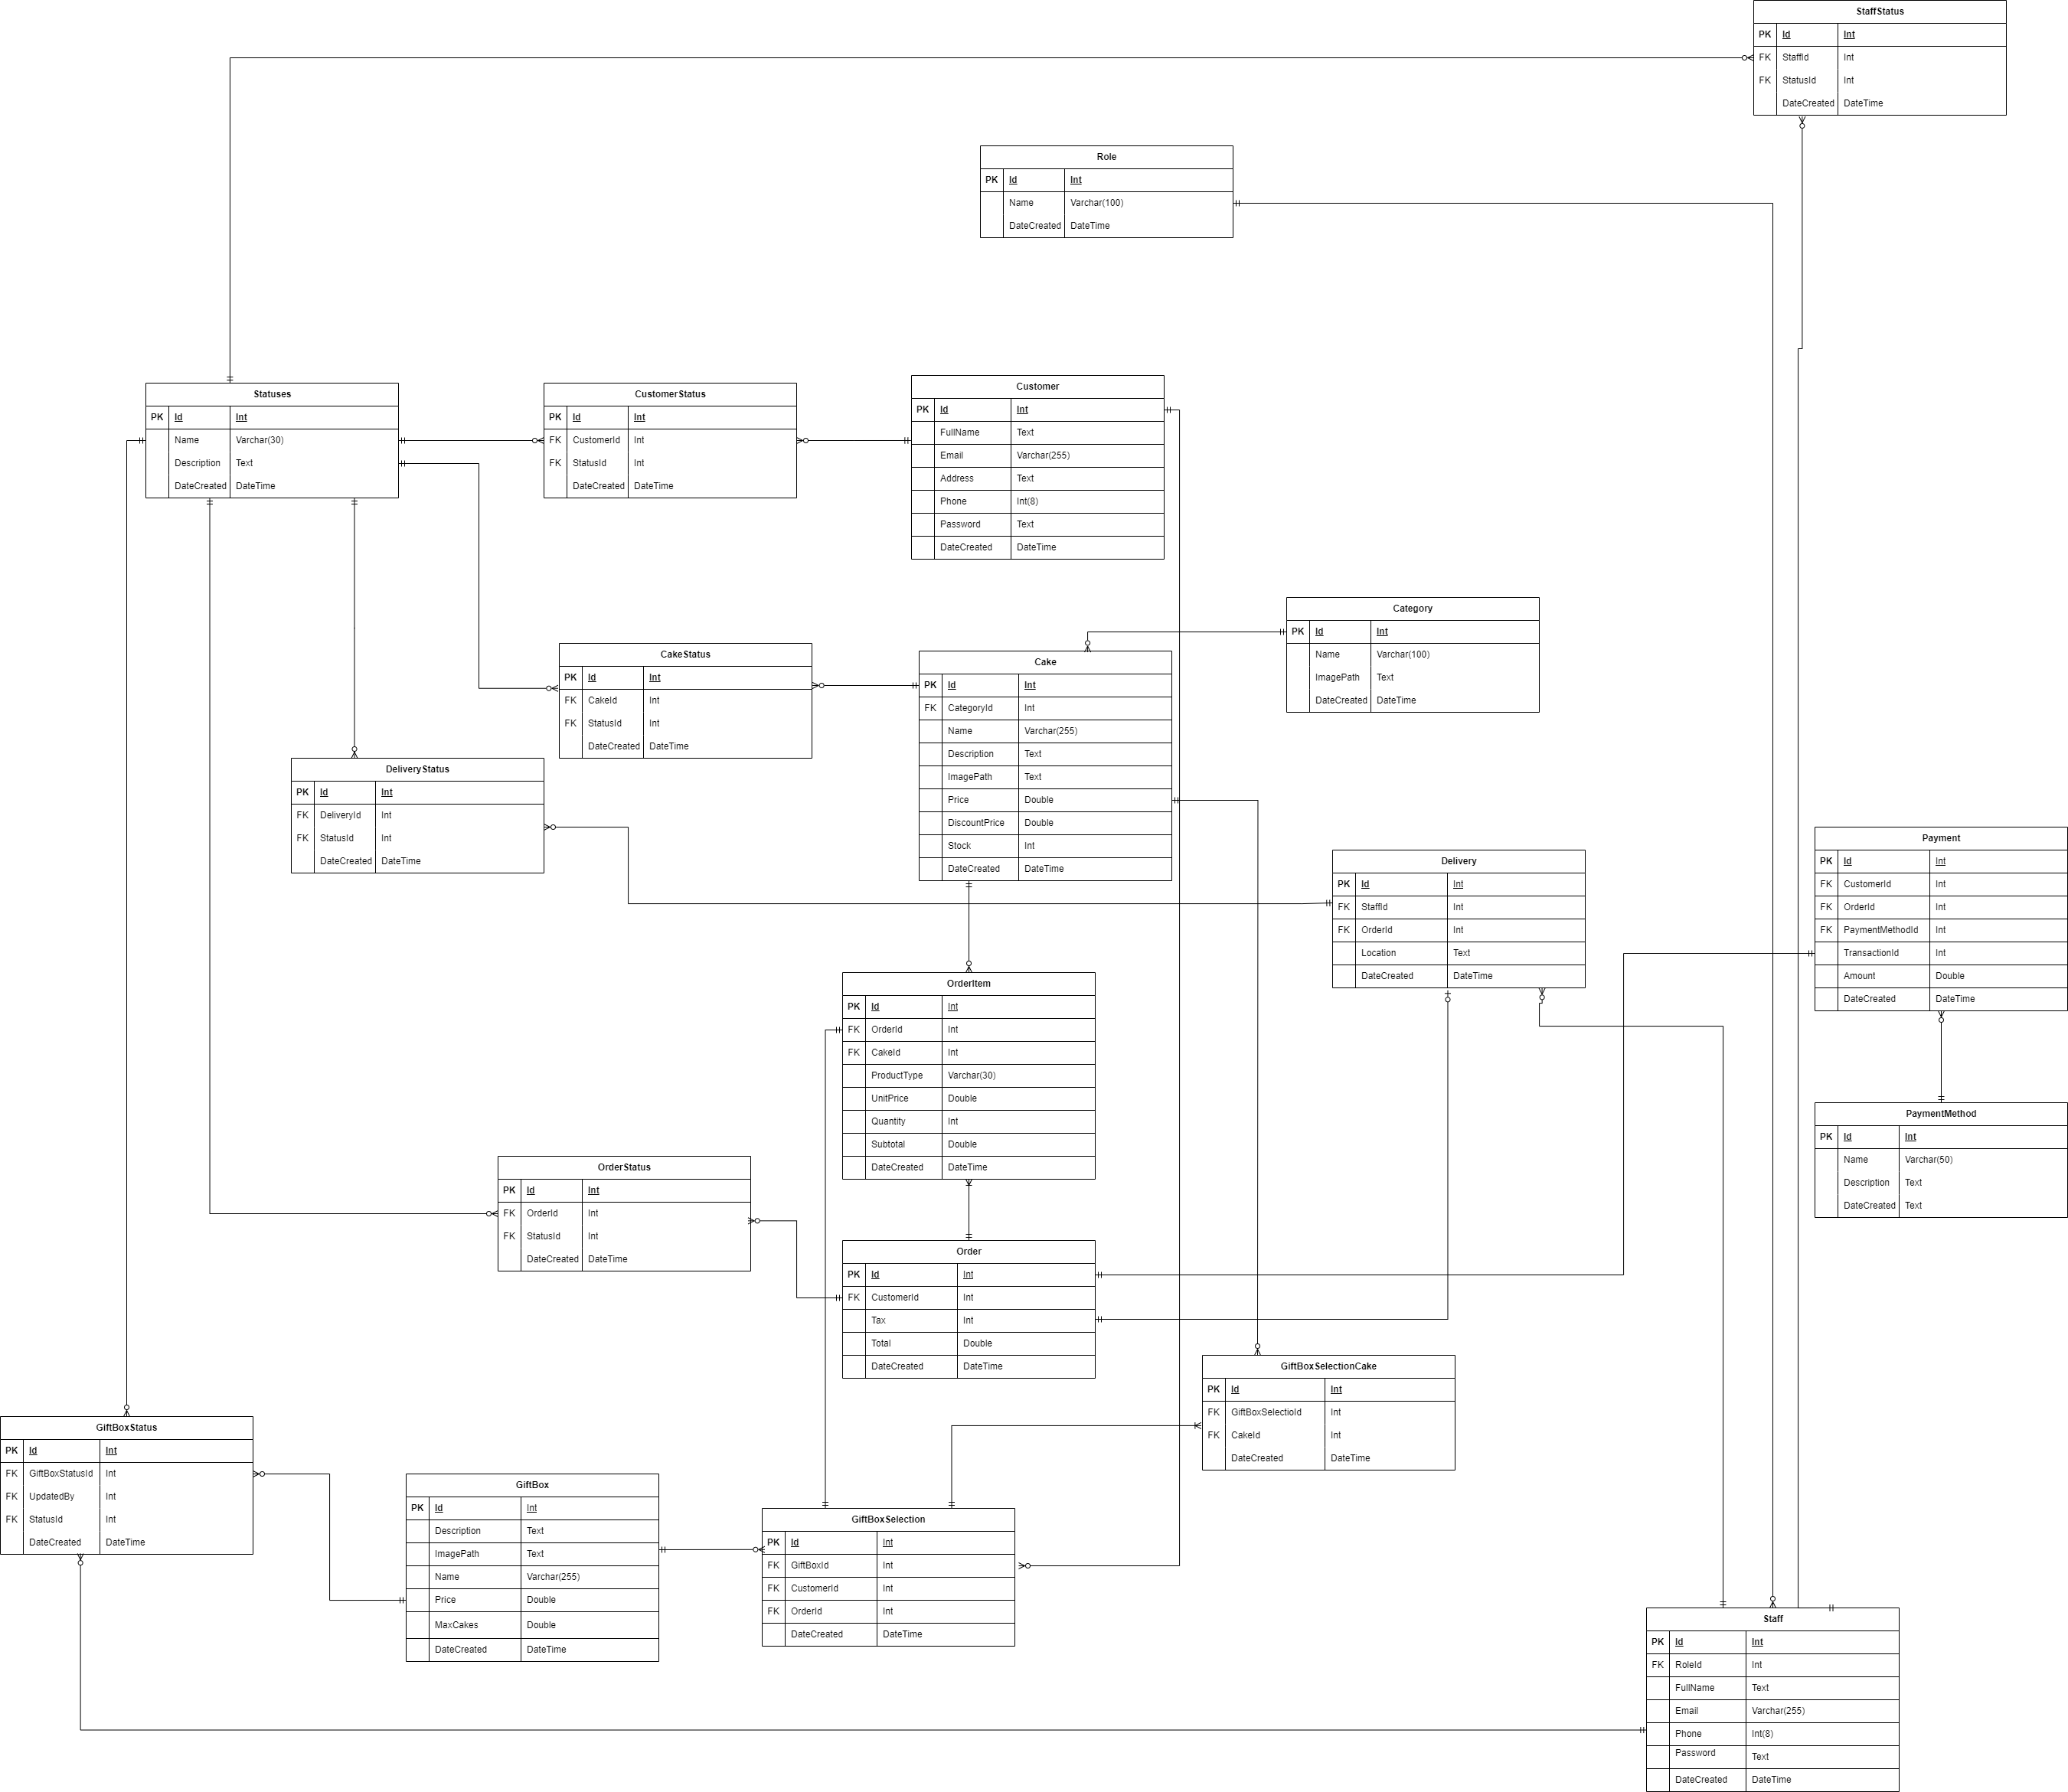 StaffStatus
PK Id Int
FK StaffId Int
FK StatusId Int
DateCreated DateTime
Role
PK Id Int
Name Varchar(100)
DateCreated DateTime
Statuses
PK Id Int
Name Varchar(30)
Description Text
DateCreated DateTime
CustomerStatus
PK Id Int
FK CustomerId Int
FK StatusId Int
DateCreated DateTime
Customer
PK Id Int
FullName Text
Email Varchar(255)
Address Text
Phone Int(8)
Password Text
DateCreated DateTime
Category
PK Id Int
Name Varchar(100)
ImagePath Text
DateCreated DateTime
CakeStatus
PK Id Int
FK CakeId Int
FK StatusId Int
DateCreated DateTime
Cake
PK Id Int
FK CategoryId Int
Name Varchar(255)
Description Text
ImagePath Text
Price Double
DiscountPrice Double
Stock Int
DateCreated DateTime
DeliveryStatus
PK Id Int
FK DeliveryId Int
FK StatusId Int
DateCreated DateTime
Delivery
PK Id Int
FK StaffId Int
FK OrderId Int
Location Text
DateCreated DateTime
Payment
PK Id Int
FK CustomerId Int
FK OrderId Int
FK PaymentMethodId Int
TransactionId Int
Amount Double
DateCreated DateTime
OrderItem
PK Id Int
FK OrderId Int
FK CakeId Int
ProductType Varchar(30)
UnitPrice Double
Quantity Int
Subtotal Double
DateCreated DateTime
PaymentMethod
PK Id Int
Name Varchar(50)
Description Text
DateCreated Text
OrderStatus
PK Id Int
FK OrderId Int
FK StatusId Int
DateCreated DateTime
Order
PK Id Int
FK CustomerId Int
Tax Int
Total Double
DateCreated DateTime
GiftBoxSelectionCake
PK Id Int
FK GiftBoxSelectioId Int
FK CakeId Int
DateCreated DateTime
GiftBoxStatus
PK Id Int
FK GiftBoxStatusId Int
FK UpdatedBy Int
FK StatusId Int
DateCreated DateTime
GiftBox
PK Id Int
Description Text
ImagePath Text
Name Varchar(255)
Price Double
MaxCakes Double
DateCreated DateTime
GiftBoxSelection
PK Id Int
FK GiftBoxId Int
FK CustomerId Int
FK OrderId Int
DateCreated DateTime
Staff
PK Id Int
FK RoleId Int
FullName Text
Email Varchar(255)
Phone Int(8)
Password Text
DateCreated DateTime